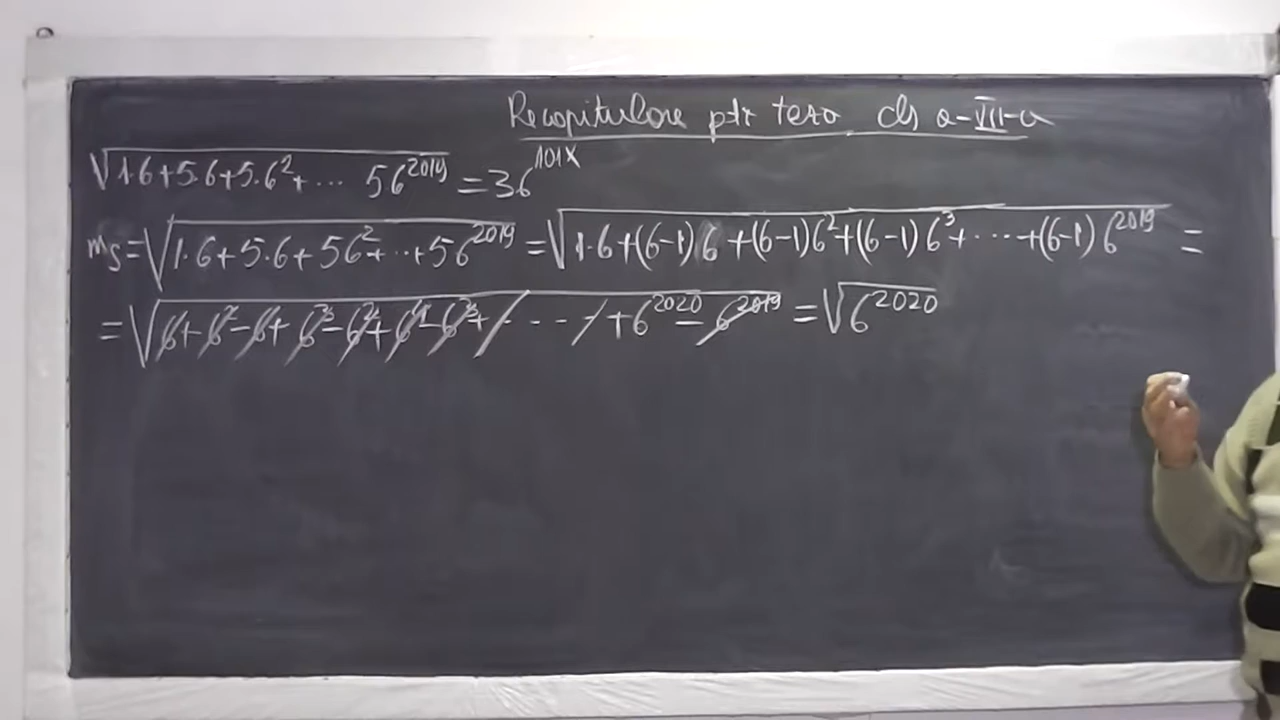 Recapitulare ptr teza cls a-VII-a
√1·6+5·6+5·6²+ ... 56²⁰¹⁹ = 36¹⁰¹ˣ
mₛ=√1·6+5·6+56²+...+56²⁰¹⁹ =√1·6+(6-1)6+(6-1)6²+(6-1)6³+...+(6-1)6²⁰¹⁹ =
=√6+6²-6+6³-6²+6⁴-6³+ - - - +6²⁰²⁰-6²⁰¹⁹ =√6²⁰²⁰